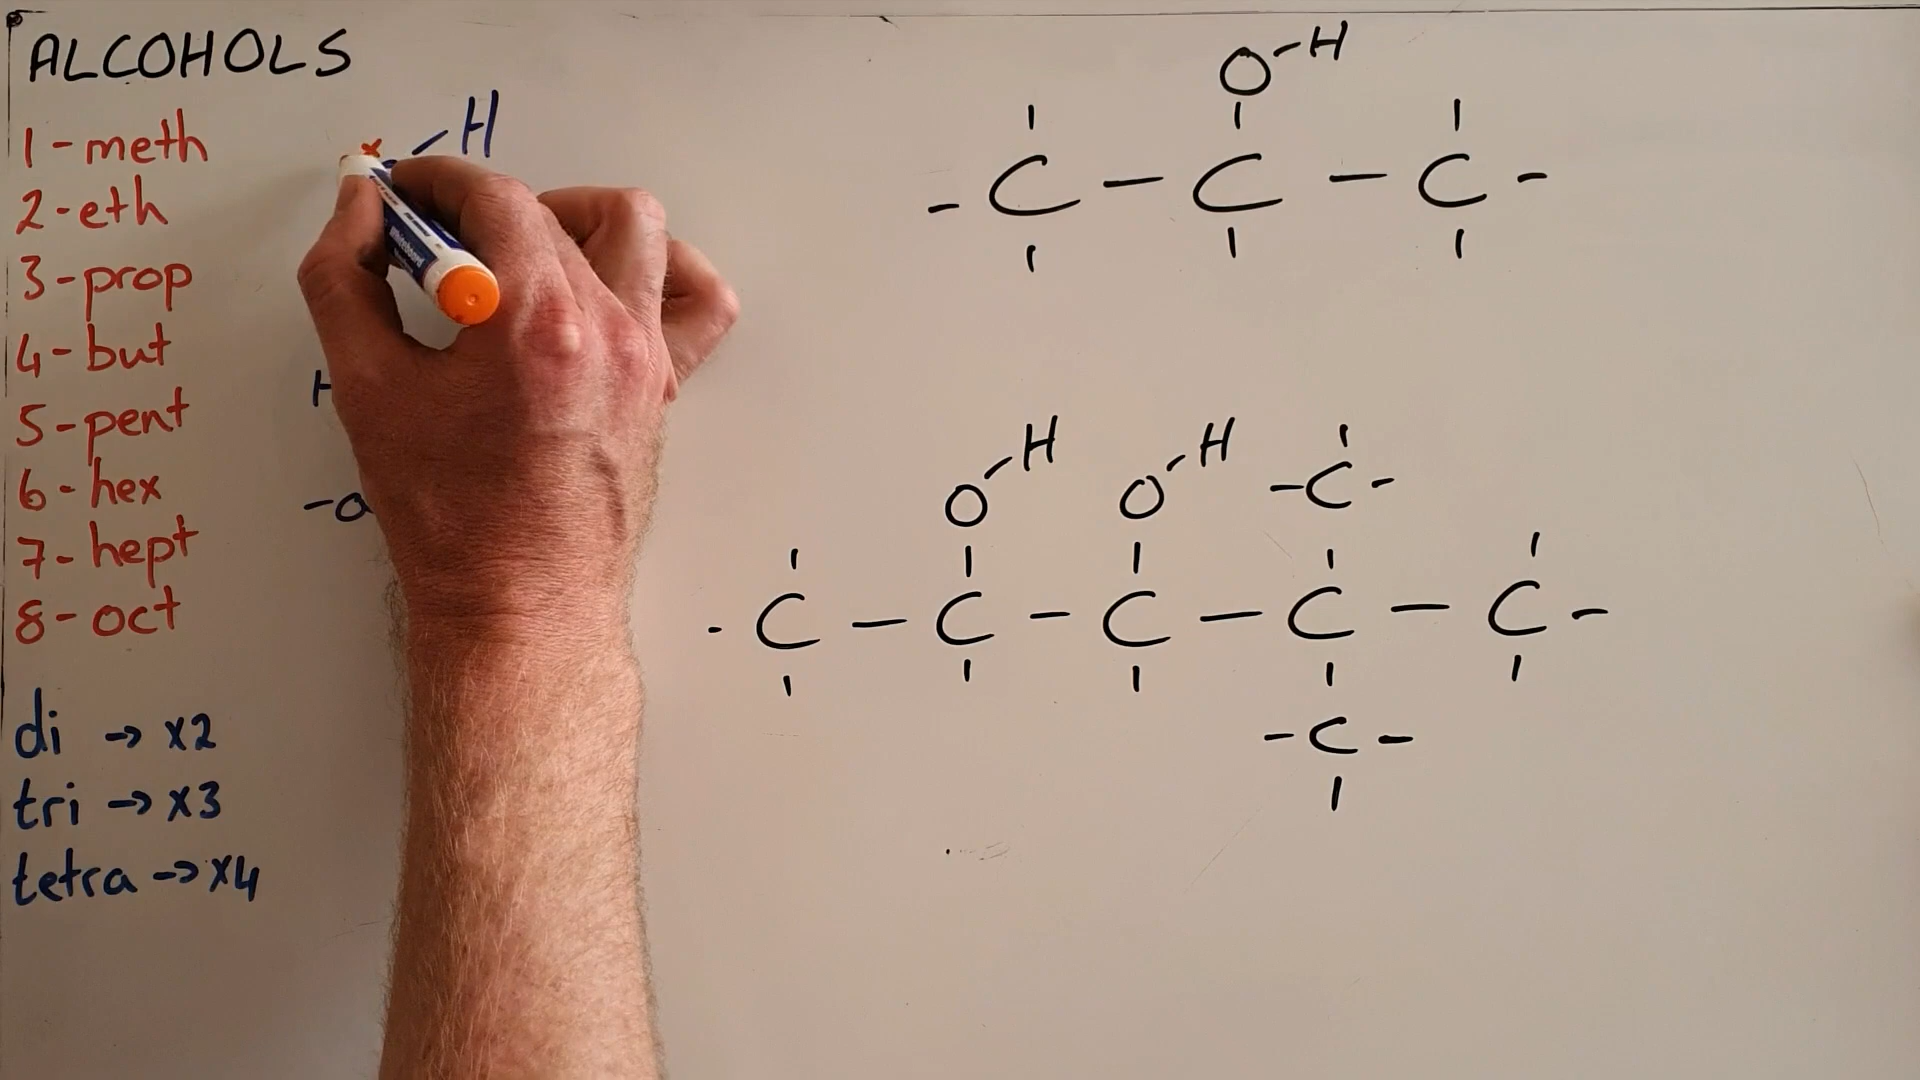 ALCOHOLS
1 - meth
2 - eth
3 - prop
4 - but
5 - pent
6 - hex
7 - hept
8 - oct
di → x2
tri → x3
tetra → x4
x
H
H
-o
Whiteboard
O-H
- C - C - C -
O-H O-H -C-
- C - C - C - C - C -
-C-